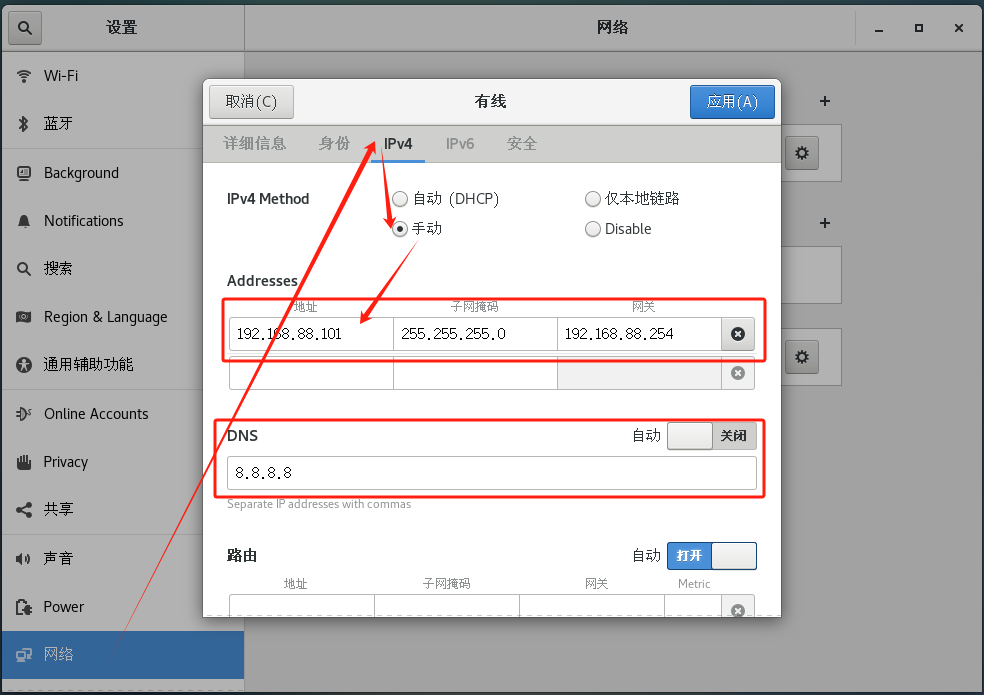 设置
网络
Wi-Fi
蓝牙
Background
Notifications
搜索
Region & Language
通用辅助功能
Online Accounts
Privacy
共享
声音
Power
网络
取消(C)
有线
应用(A)
详细信息
身份
IPv4
IPv6
安全
IPv4 Method
自动 (DHCP)
仅本地链路
手动
Disable
Addresses
地址
子网掩码
网关
192.168.88.101
255.255.255.0
192.168.88.254
DNS
自动
关闭
8.8.8.8
Separate IP addresses with commas
路由
自动
打开
地址
子网掩码
网关
Metric